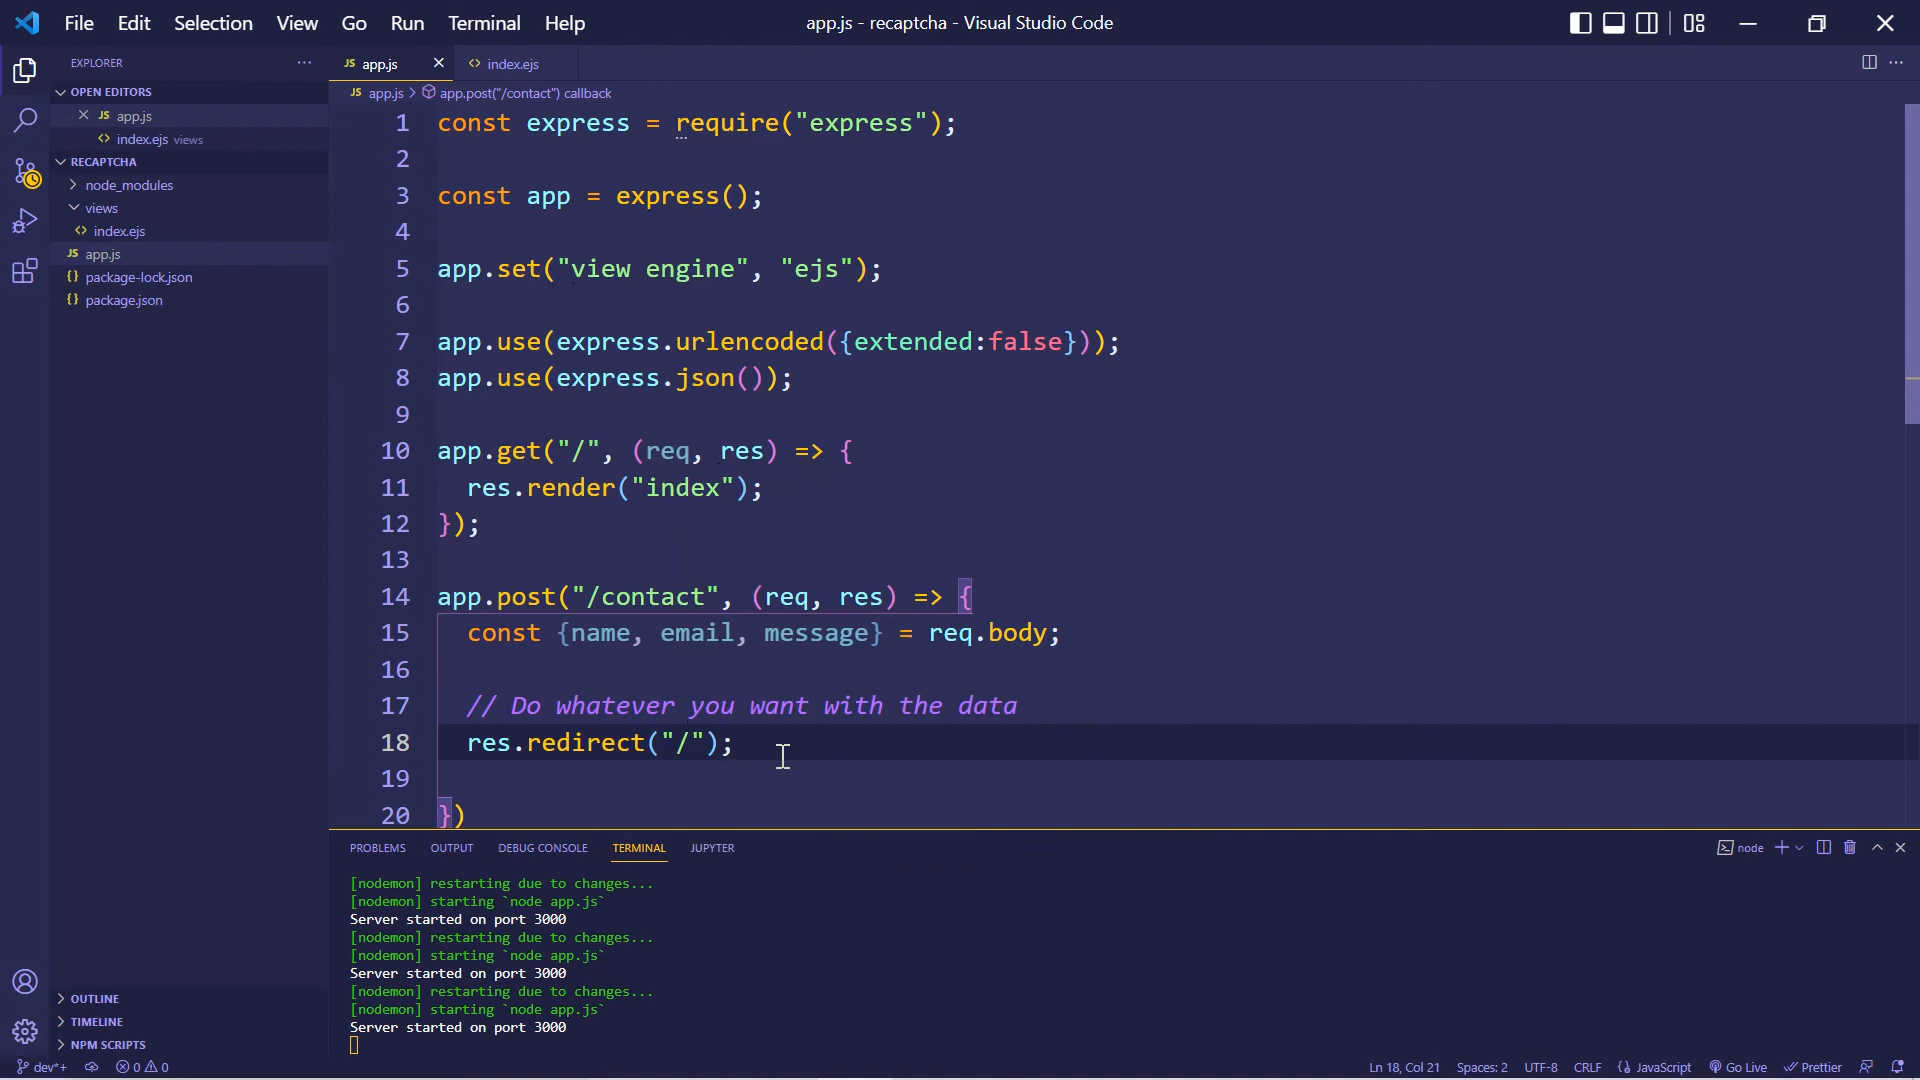 File Edit Selection View Go Run Terminal Help app.js - recaptcha - Visual Studio Code
EXPLORER
OPEN EDITORS
app.js
index.ejs views
RECAPTCHA
node_modules
views
index.ejs
app.js
package-lock.json
package.json
OUTLINE
TIMELINE
NPM SCRIPTS
JS app.js index.ejs
JS app.js > app.post("/contact") callback
1 const express = require("express");
2
3 const app = express();
4
5 app.set("view engine", "ejs");
6
7 app.use(express.urlencoded({extended:false}));
8 app.use(express.json());
9
10 app.get("/", (req, res) => {
11 res.render("index");
12 });
13
14 app.post("/contact", (req, res) => {
15 const {name, email, message} = req.body;
16
17 // Do whatever you want with the data
18 res.redirect("/");
19
20 })
PROBLEMS OUTPUT DEBUG CONSOLE TERMINAL JUPYTER node
[nodemon] restarting due to changes...
[nodemon] starting `node app.js`
Server started on port 3000
[nodemon] restarting due to changes...
[nodemon] starting `node app.js`
Server started on port 3000
[nodemon] restarting due to changes...
[nodemon] starting `node app.js`
Server started on port 3000
dev*+ 0 0 Ln 18, Col 21 Spaces: 2 UTF-8 CRLF {} JavaScript Go Live Prettier